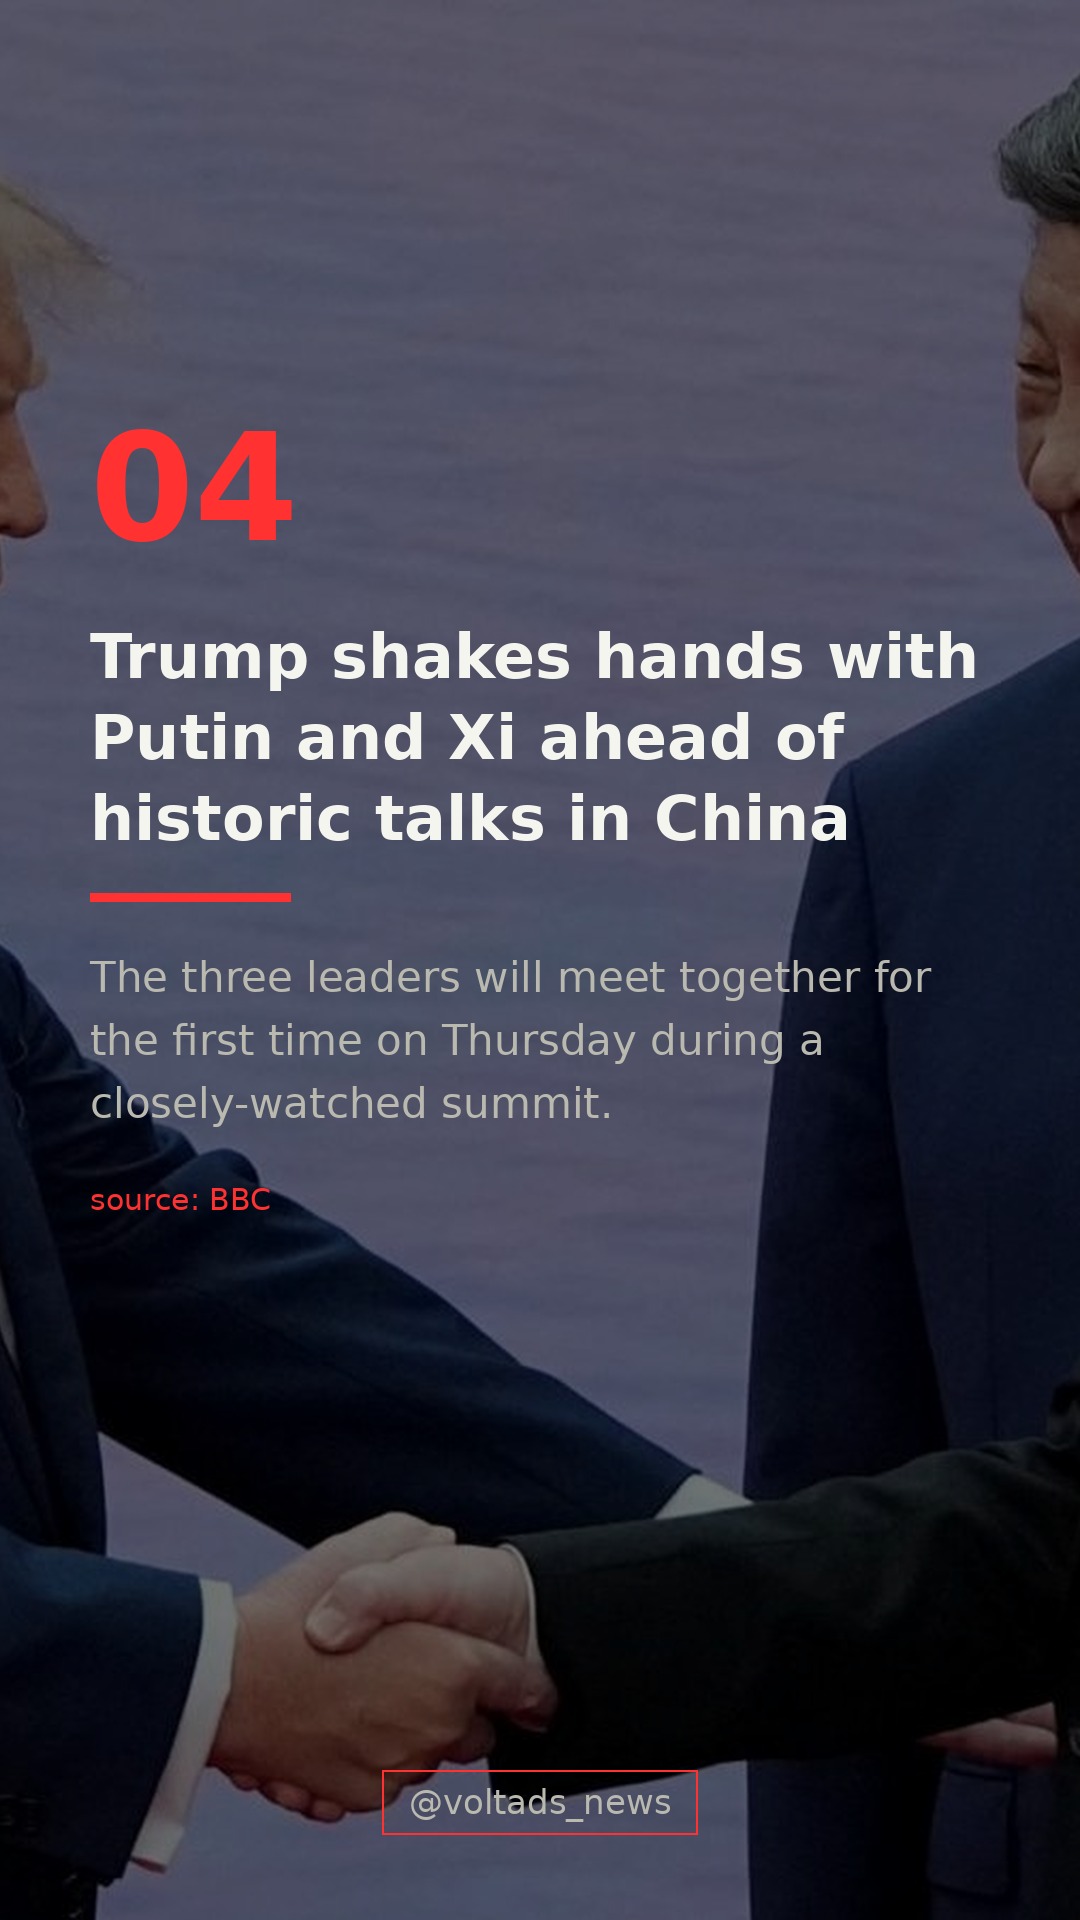 04
Trump shakes hands with
Putin and Xi ahead of
historic talks in China
The three leaders will meet together for
the first time on Thursday during a
closely-watched summit.
source: BBC
@voltads_news